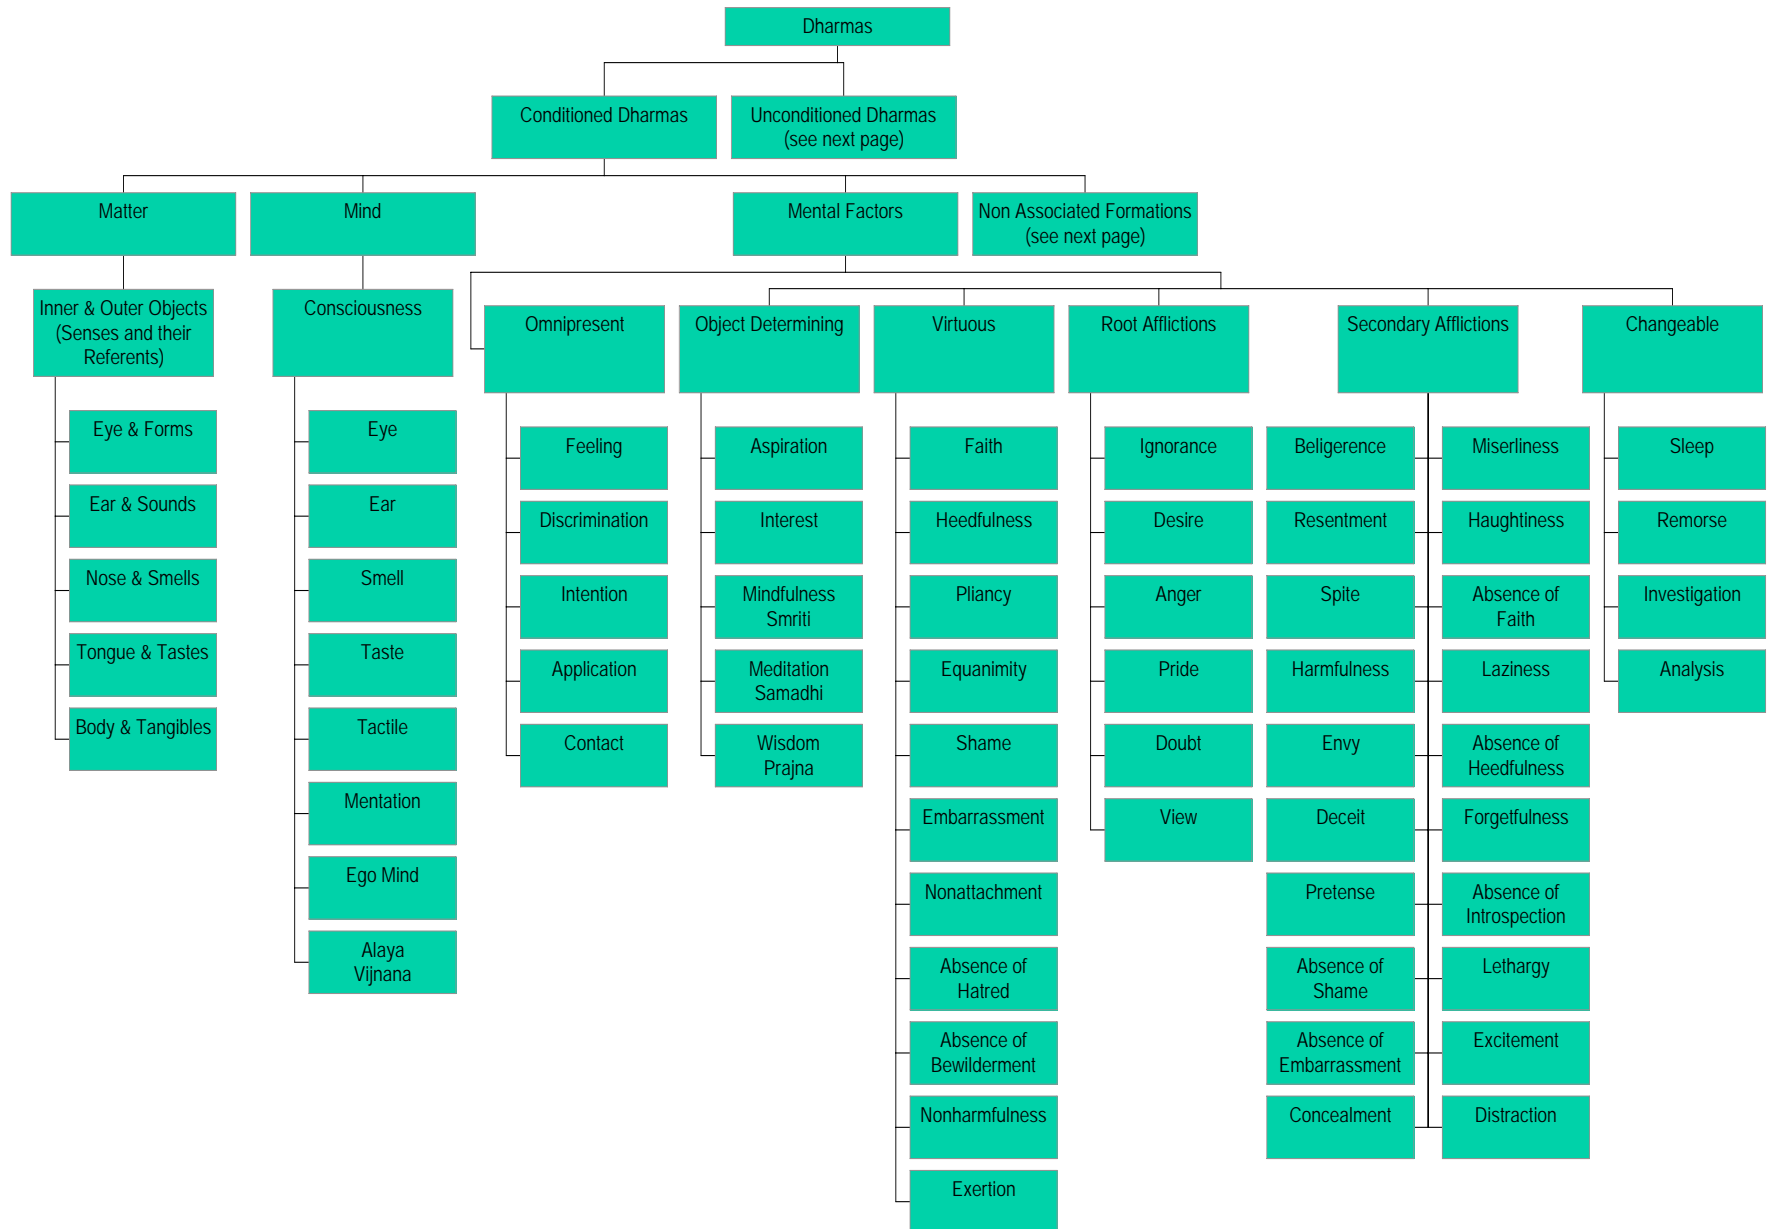 Dharmas
Conditioned Dharmas
Unconditioned Dharmas
(see next page)
Matter
Mind
Mental Factors
Non Associated Formations
(see next page)
Inner & Outer Objects
(Senses and their
Referents)
Eye & Forms
Ear & Sounds
Nose & Smells
Tongue & Tastes
Body & Tangibles
Consciousness
Eye
Ear
Smell
Taste
Tactile
Mentation
Ego Mind
Alaya
Vijnana
Omnipresent
Feeling
Discrimination
Intention
Application
Contact
Object Determining
Aspiration
Interest
Mindfulness
Smriti
Meditation
Samadhi
Wisdom
Prajna
Virtuous
Faith
Heedfulness
Pliancy
Equanimity
Shame
Embarrassment
Nonattachment
Absence of
Hatred
Absence of
Bewilderment
Nonharmfulness
Exertion
Root Afflictions
Ignorance
Desire
Anger
Pride
Doubt
View
Secondary Afflictions
Beligerence
Resentment
Spite
Harmfulness
Envy
Deceit
Pretense
Absence of
Shame
Absence of
Embarrassment
Concealment
Miserliness
Haughtiness
Absence of
Faith
Laziness
Absence of
Heedfulness
Forgetfulness
Absence of
Introspection
Lethargy
Excitement
Distraction
Changeable
Sleep
Remorse
Investigation
Analysis